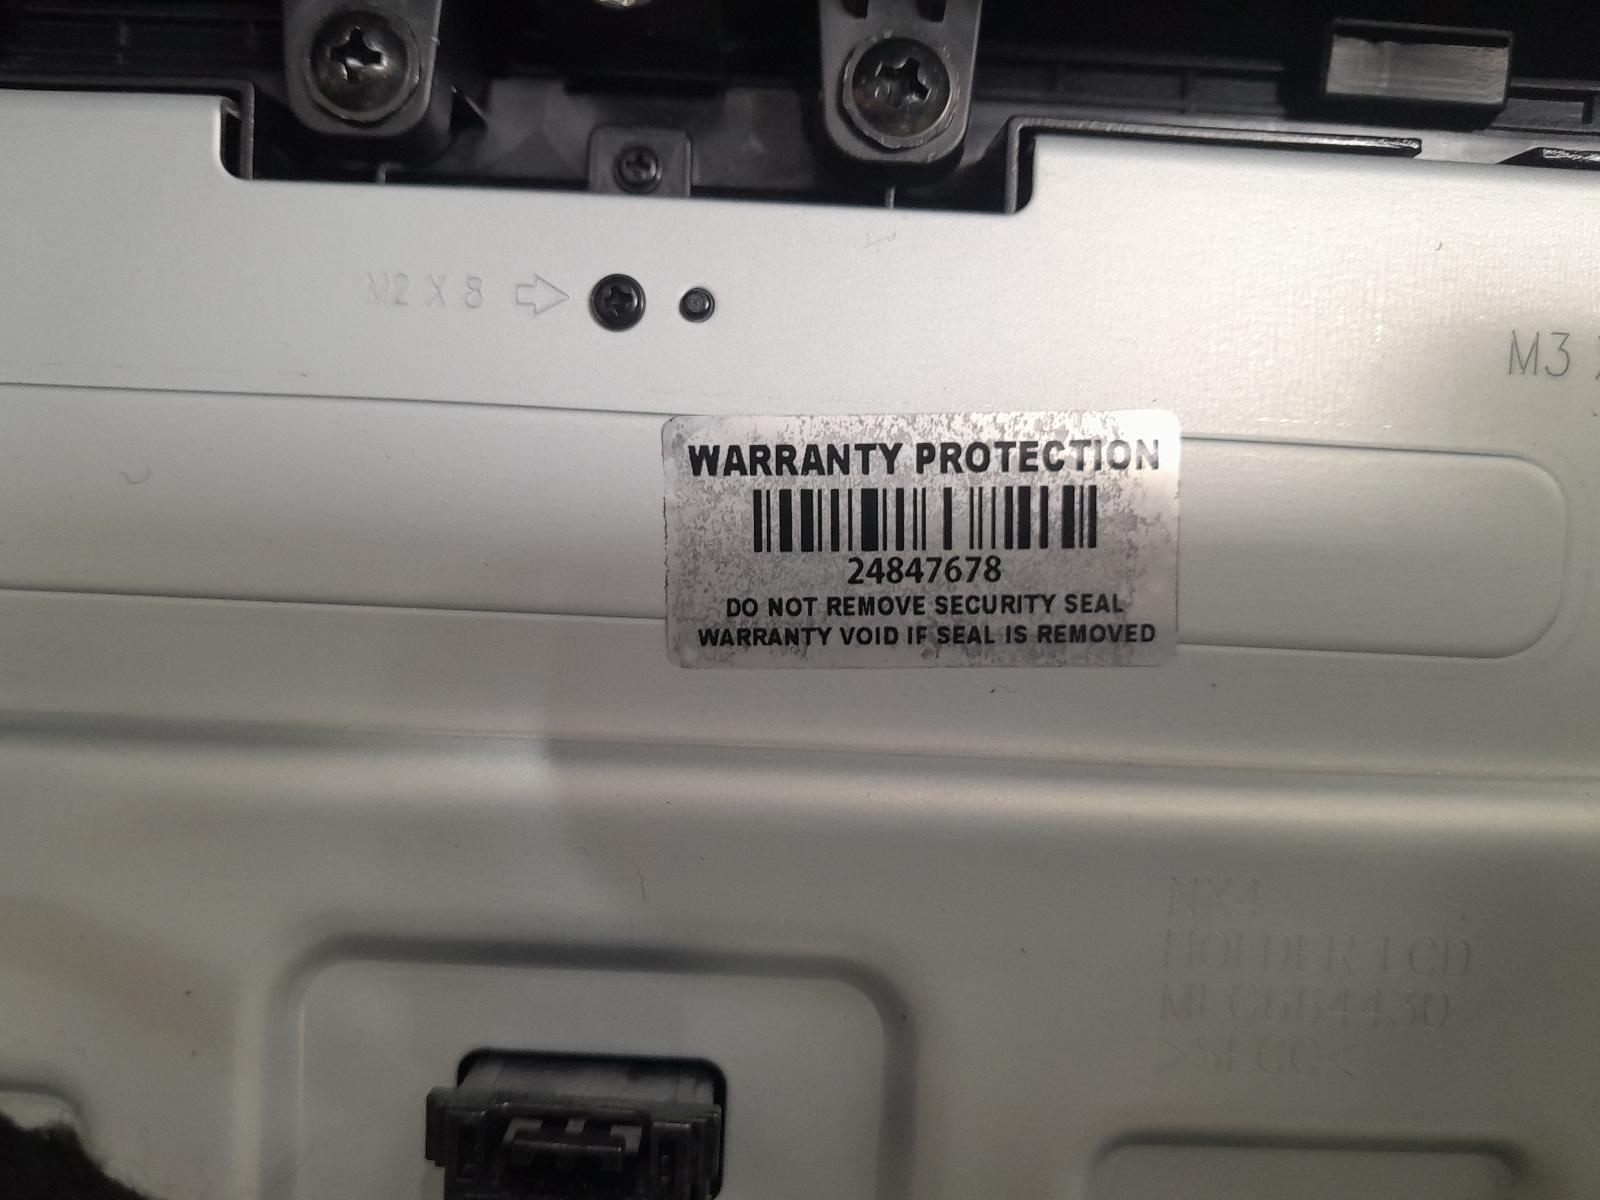 M2 X 8
M3
WARRANTY PROTECTION
24847678
DO NOT REMOVE SECURITY SEAL
WARRANTY VOID IF SEAL IS REMOVED
NX4
HOLDER LCD
MFC664430
>SECC<